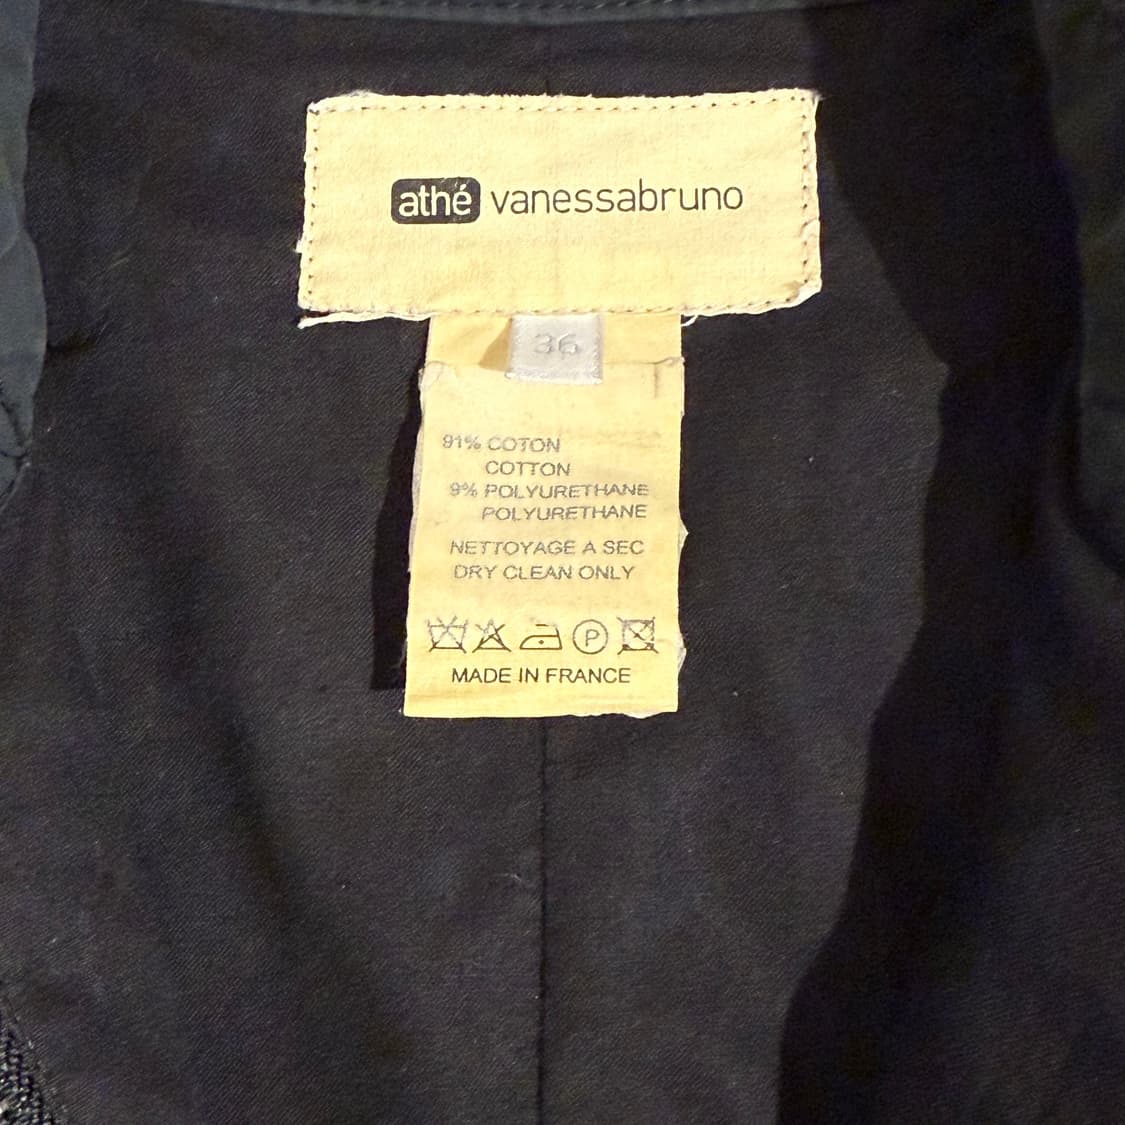 athé vanessabruno
36
91% COTON
COTTON
9% POLYURETHANE
POLYURETHANE
NETTOYAGE A SEC
DRY CLEAN ONLY
P
MADE IN FRANCE